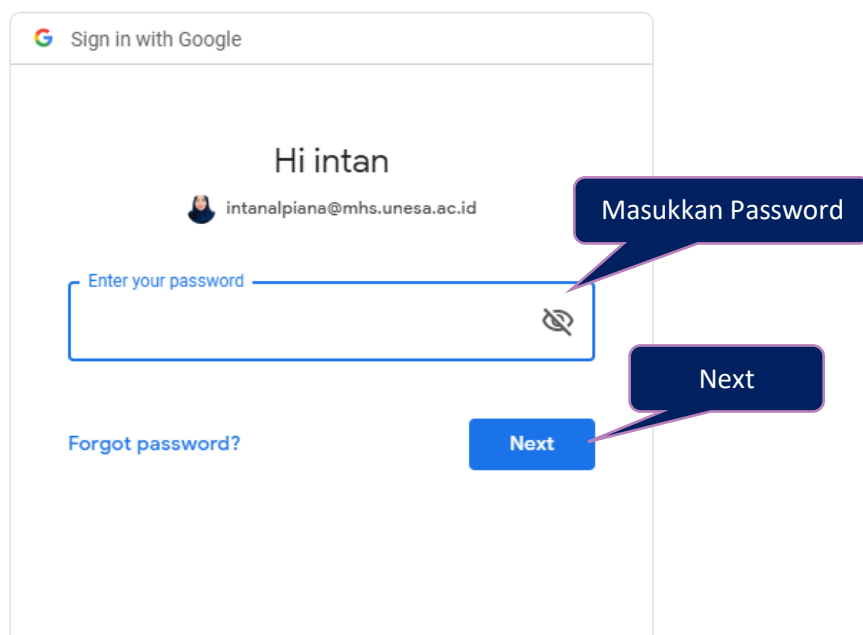 Sign in with Google
Hi intan
intanalpiana@mhs.unesa.ac.id
Masukkan Password
Enter your password
Next
Forgot password?
Next